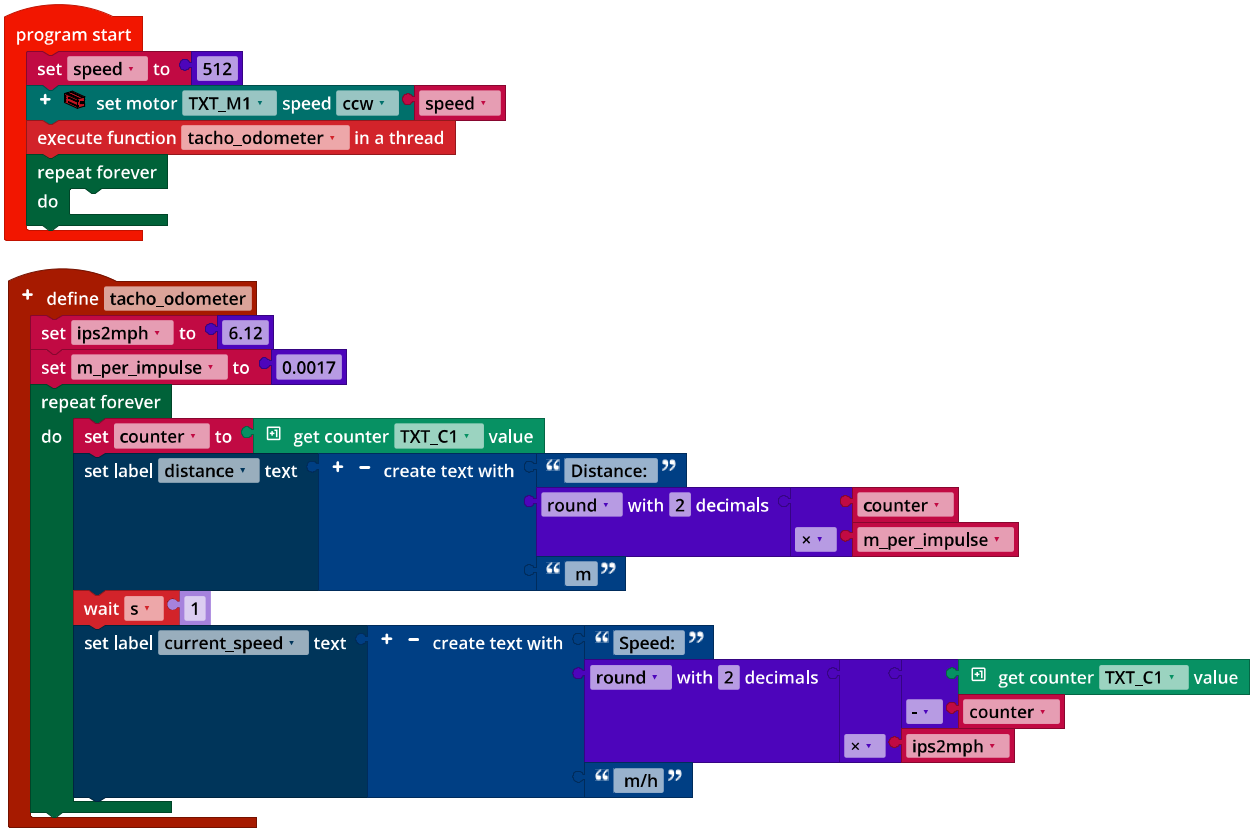 program start
set speed to 512
+ set motor TXT_M1 speed ccw speed
execute function tacho_odometer in a thread
repeat forever
do
+ define tacho_odometer
set ips2mph to 6.12
set m_per_impulse to 0.0017
repeat forever
do set counter to +1 get counter TXT_C1 value
set label distance text + − create text with “ Distance: ”
round with 2 decimals counter
× m_per_impulse
“ m ”
wait s 1
set label current_speed text + − create text with “ Speed: ”
round with 2 decimals +1 get counter TXT_C1 value
- counter
× ips2mph
“ m/h ”